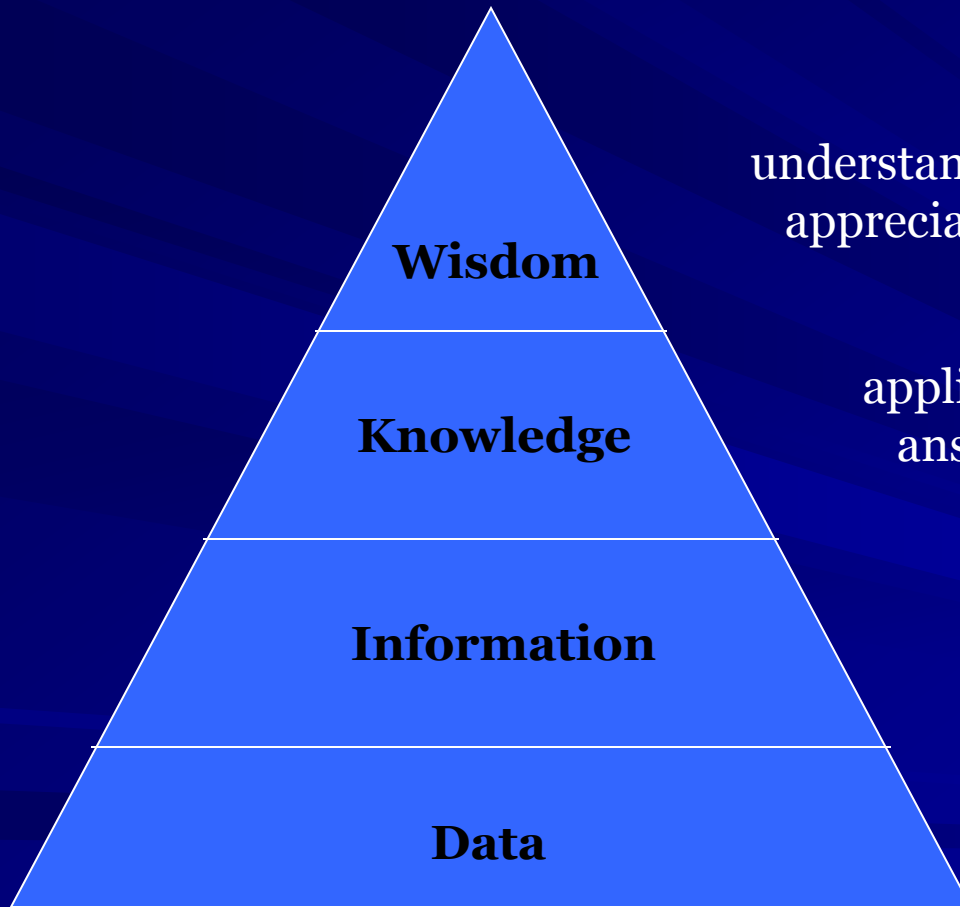 understan
apprecia
Wisdom
appli
ans
Knowledge
Information
Data